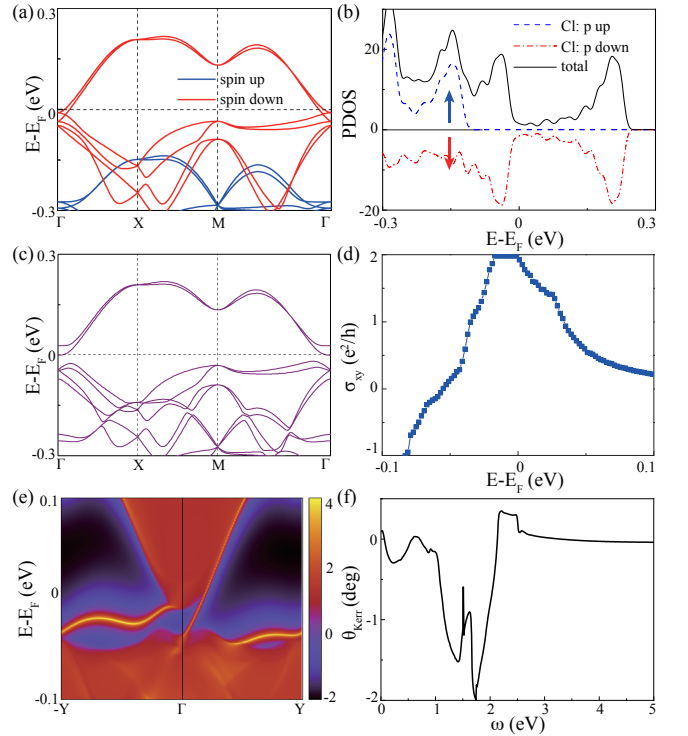 (a)
0.3
E-E_F (eV)
0
-0.3
Γ X M Γ
spin up
spin down
(b)
20
PDOS
0
-20
-0.3 0 0.3
E-E_F (eV)
Cl: p up
Cl: p down
total
(c)
0.3
E-E_F (eV)
0
-0.3
Γ X M Γ
(d)
2
σ_xy (e²/h)
1
0
-1
-0.1 0 0.1
E-E_F (eV)
(e)
0.1
E-E_F (eV)
0
-0.1
-Y Γ Y
4
2
0
-2
(f)
0
θ_Kerr (deg)
-1
-2
0 1 2 3 4 5
ω (eV)